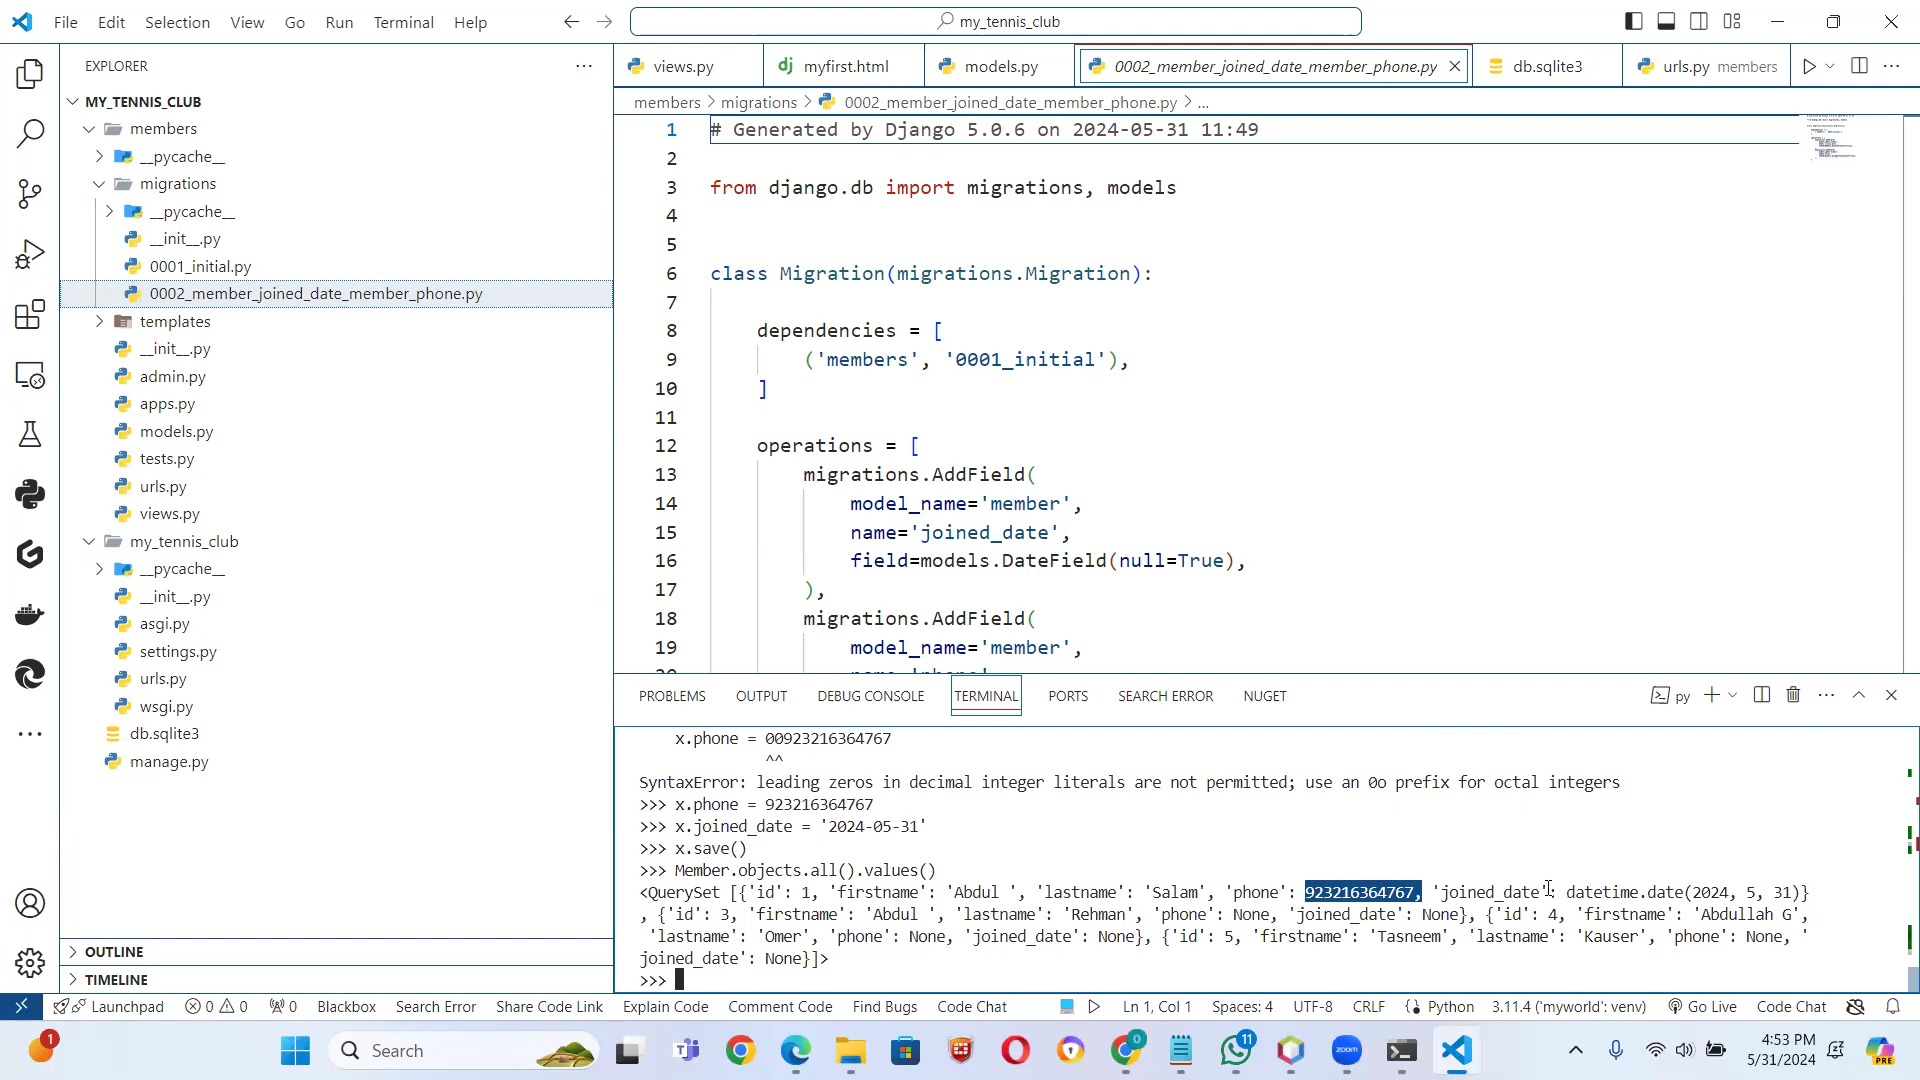 File Edit Selection View Go Run Terminal Help
my_tennis_club
EXPLORER
MY_TENNIS_CLUB
members
__pycache__
migrations
__pycache__
__init__.py
0001_initial.py
0002_member_joined_date_member_phone.py
templates
__init__.py
admin.py
apps.py
models.py
tests.py
urls.py
views.py
my_tennis_club
__pycache__
__init__.py
asgi.py
settings.py
urls.py
wsgi.py
db.sqlite3
manage.py
OUTLINE
TIMELINE
views.py myfirst.html models.py 0002_member_joined_date_member_phone.py db.sqlite3 urls.py members
members > migrations > 0002_member_joined_date_member_phone.py > ...
1 # Generated by Django 5.0.6 on 2024-05-31 11:49
2
3 from django.db import migrations, models
4
5
6 class Migration(migrations.Migration):
7
8 dependencies = [
9 ('members', '0001_initial'),
10 ]
11
12 operations = [
13 migrations.AddField(
14 model_name='member',
15 name='joined_date',
16 field=models.DateField(null=True),
17 ),
18 migrations.AddField(
19 model_name='member',
PROBLEMS OUTPUT DEBUG CONSOLE TERMINAL PORTS SEARCH ERROR NUGET
py
x.phone = 00923216364767
^^
SyntaxError: leading zeros in decimal integer literals are not permitted; use an 0o prefix for octal integers
>>> x.phone = 923216364767
>>> x.joined_date = '2024-05-31'
>>> x.save()
>>> Member.objects.all().values()
<QuerySet [{'id': 1, 'firstname': 'Abdul ', 'lastname': 'Salam', 'phone': 923216364767, 'joined_date': datetime.date(2024, 5, 31)}
, {'id': 3, 'firstname': 'Abdul ', 'lastname': 'Rehman', 'phone': None, 'joined_date': None}, {'id': 4, 'firstname': 'Abdullah G',
'lastname': 'Omer', 'phone': None, 'joined_date': None}, {'id': 5, 'firstname': 'Tasneem', 'lastname': 'Kauser', 'phone': None, '
joined_date': None}]>
>>>
Launchpad 0 0 0 Blackbox Search Error Share Code Link Explain Code Comment Code Find Bugs Code Chat Ln 1, Col 1 Spaces: 4 UTF-8 CRLF Python 3.11.4 ('myworld': venv) Go Live Code Chat
1
Search
0
11
zoom
4:53 PM
5/31/2024
PRE